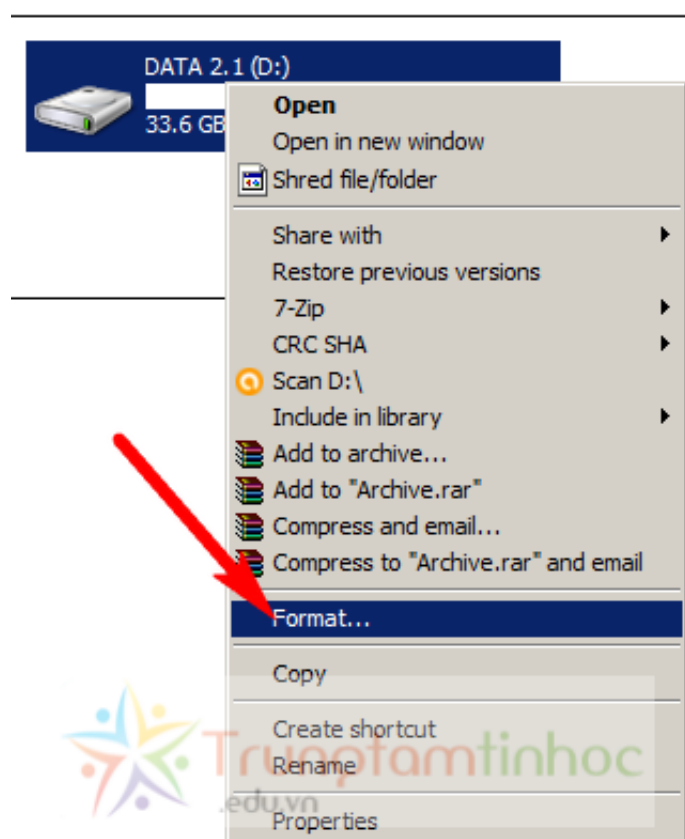 DATA 2.1 (D:)
33.6 GB
Open
Open in new window
Shred file/folder
Share with
Restore previous versions
7-Zip
CRC SHA
Scan D:\
Include in library
Add to archive...
Add to "Archive.rar"
Compress and email...
Compress to "Archive.rar" and email
Format...
Copy
Create shortcut
Rename
Trungtamtinhoc
.edu.vn
Properties